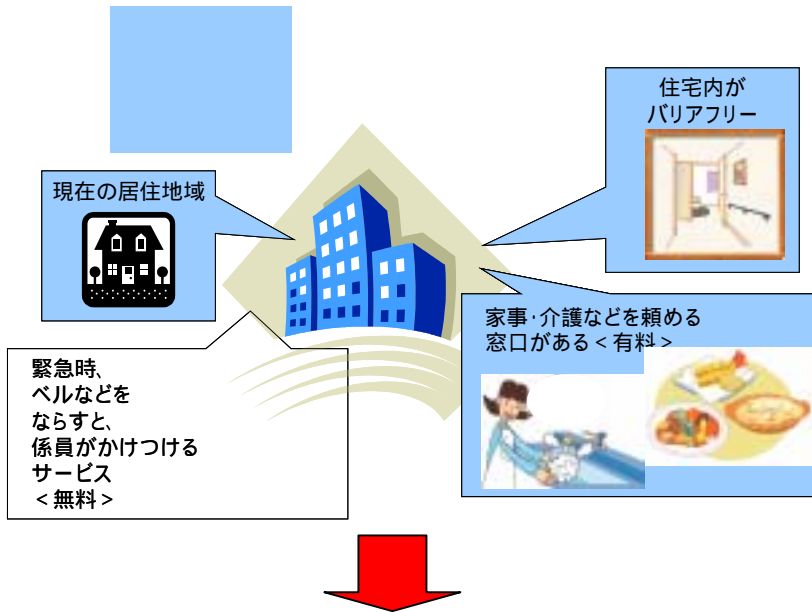 住宅内が
バリアフリー
現在の居住地域
家事・介護などを頼める
窓口がある＜有料＞
緊急時、
ベルなどを
ならすと、
係員がかけつける
サービス
＜無料＞